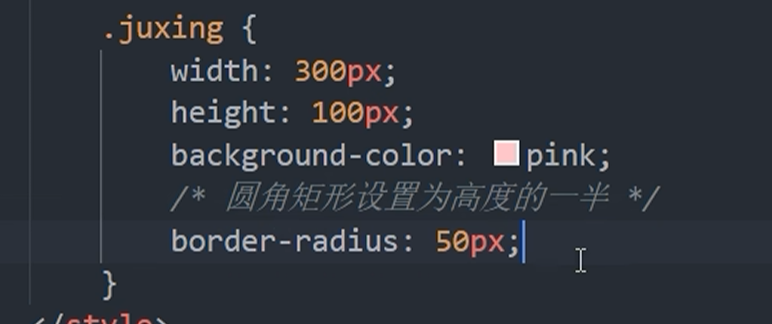 .juxing {
width: 300px;
height: 100px;
background-color: pink;
/* 圆角矩形设置为高度的一半 */
border-radius: 50px;
}
</style>